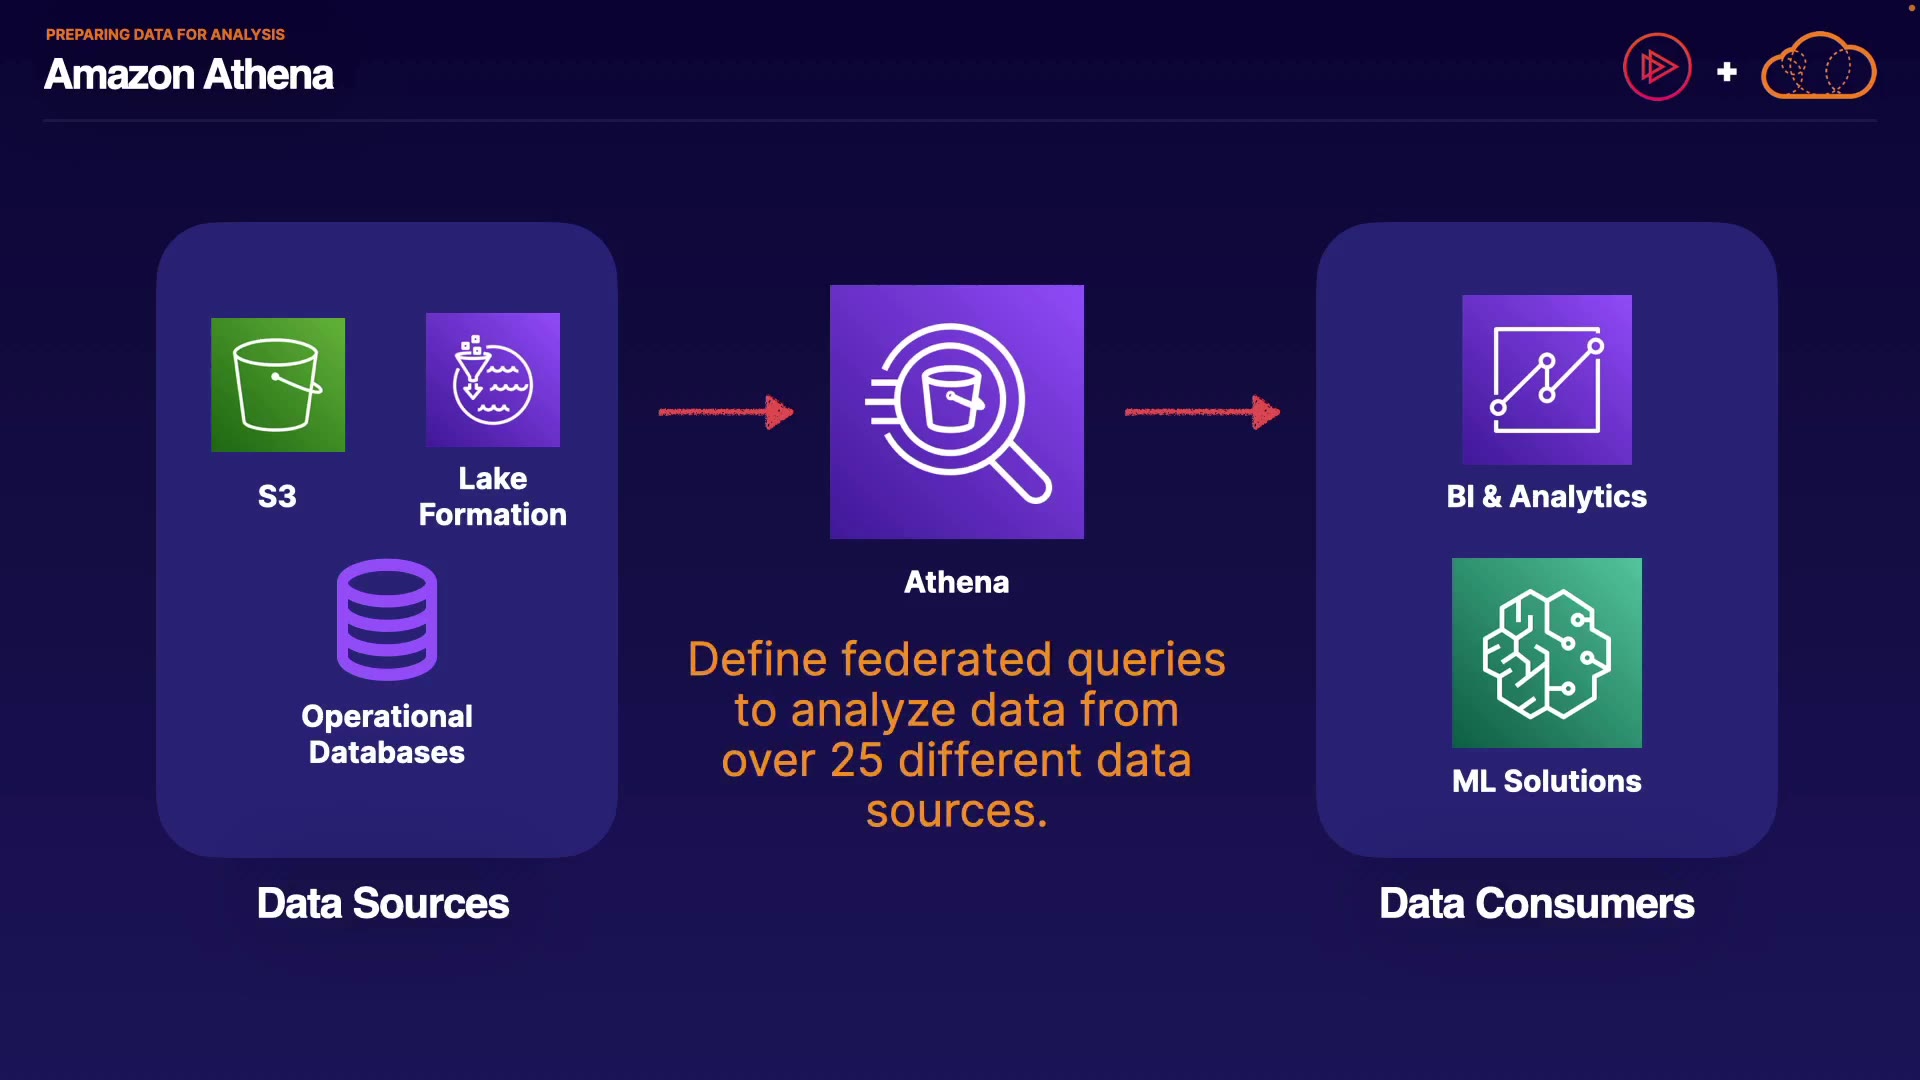 PREPARING DATA FOR ANALYSIS
Amazon Athena
S3
Lake
Formation
Operational
Databases
Data Sources
Athena
Define federated queries
to analyze data from
over 25 different data
sources.
BI & Analytics
ML Solutions
Data Consumers